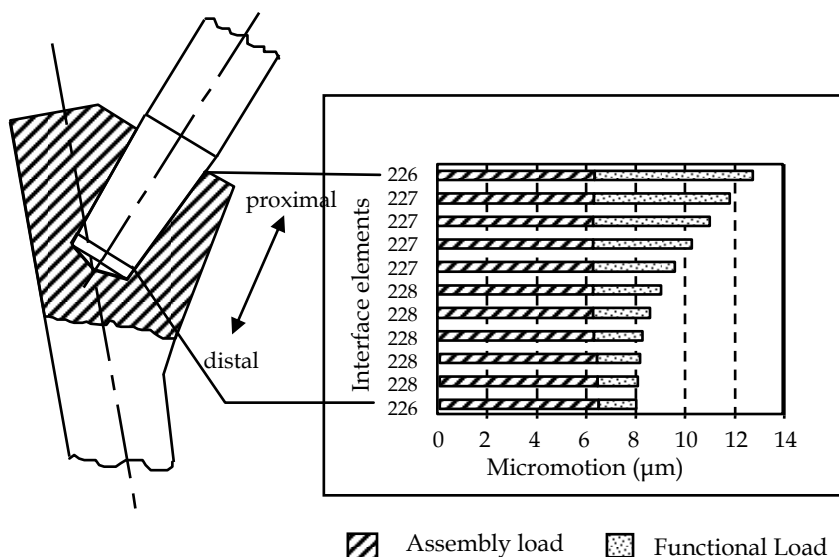 proximal
distal
Interface elements
226
227
227
227
227
228
228
228
228
228
226
0 2 4 6 8 10 12 14
Micromotion (μm)
Assembly load Functional Load